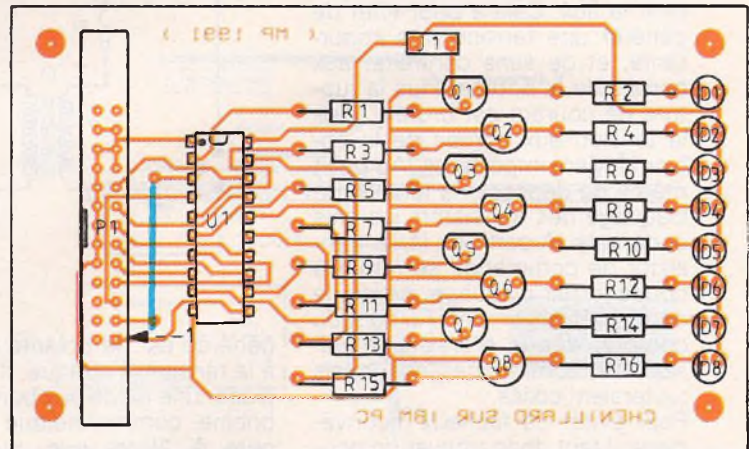 ( MP 1991 )
1
Q1 R1 R2 D1
Q2 R4 D2
R3
Q3 R6 D3
R5
P1 U1 Q4 R8 D4
R7
Q5 R10 D5
R9
Q6 R12 D6
R11
Q7 R14 D7
1 R13
Q8 R16 D8
R15
CHENILLARD SUR IBM PC